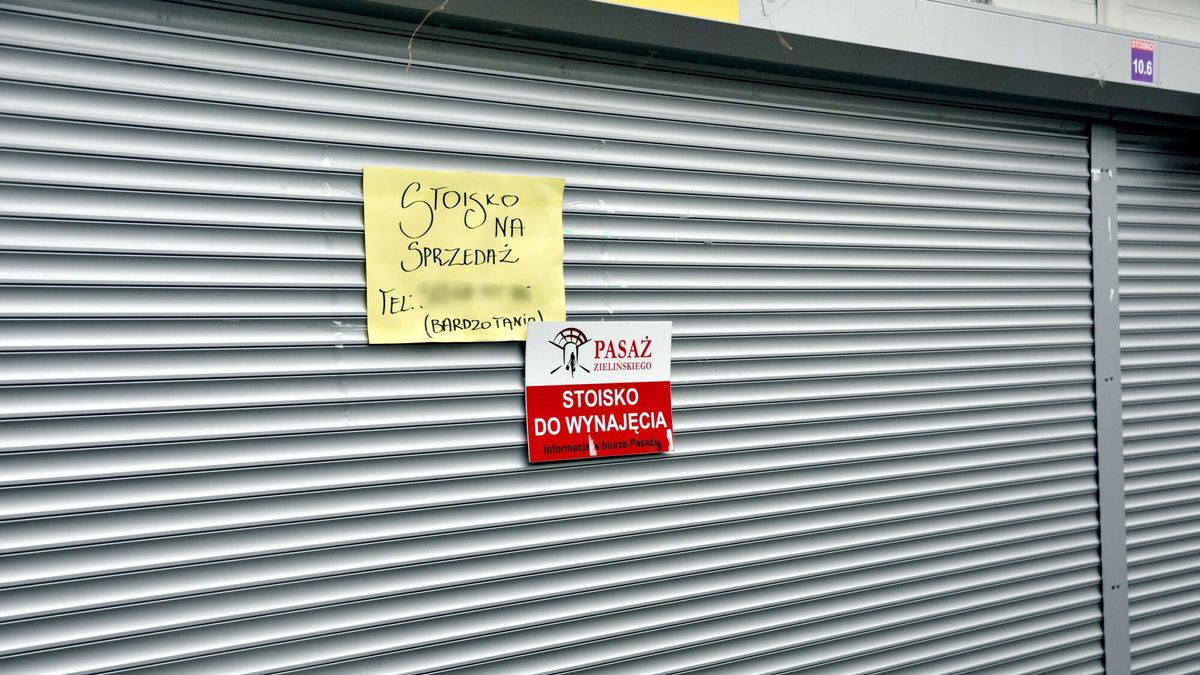 STOISKO
10.6
STOISKO
NA
SPRZEDAŻ
TEL:
(BARDZO TANIO)
PASAŻ
ZIELIŃSKIEGO
STOISKO
DO WYNAJĘCIA
Informacja w biurze Pasażu